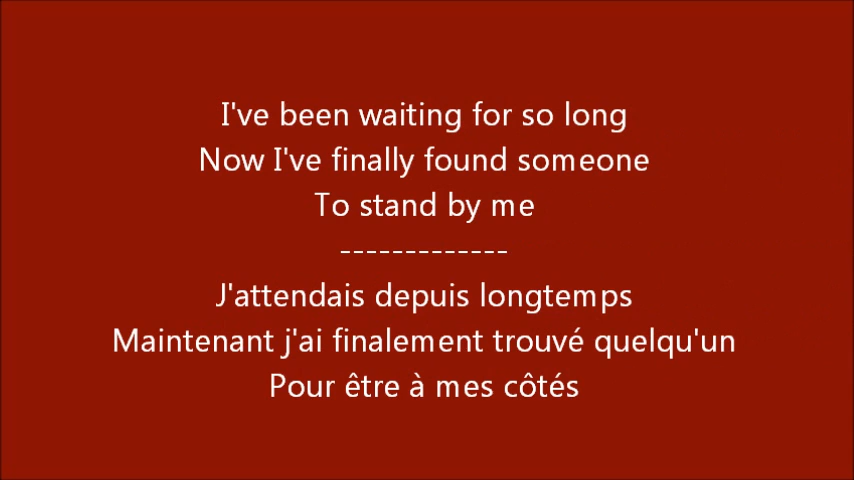 I've been waiting for so long
Now I've finally found someone
To stand by me
-------------
J'attendais depuis longtemps
Maintenant j'ai finalement trouvé quelqu'un
Pour être à mes côtés